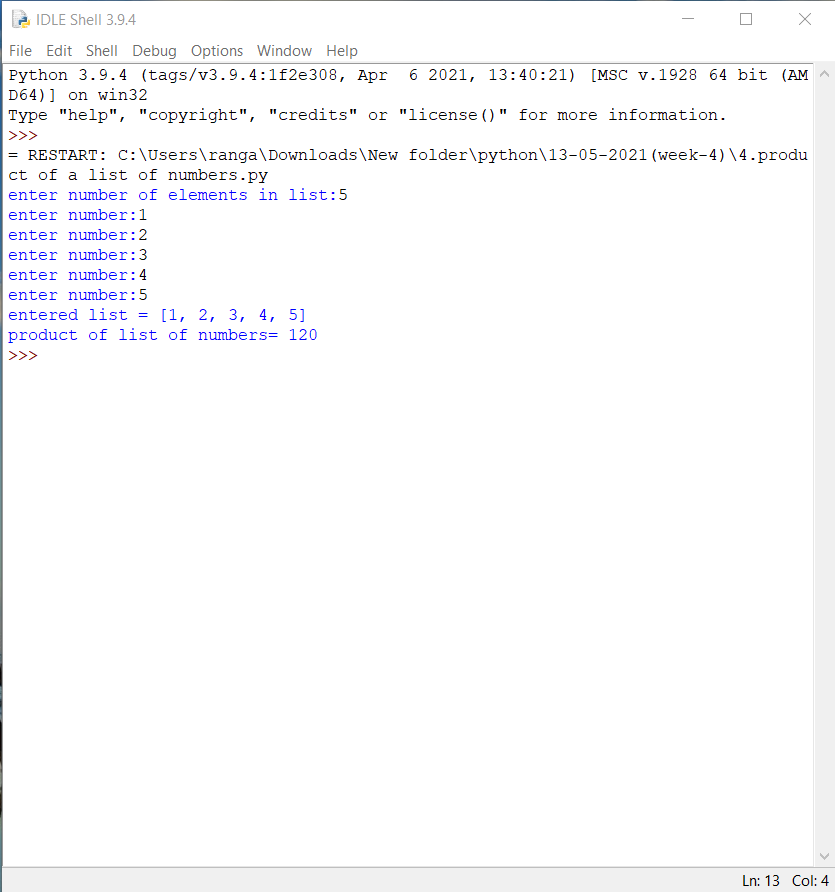 IDLE Shell 3.9.4
File Edit Shell Debug Options Window Help
Python 3.9.4 (tags/v3.9.4:1f2e308, Apr  6 2021, 13:40:21) [MSC v.1928 64 bit (AM
D64)] on win32
Type "help", "copyright", "credits" or "license()" for more information.
>>>
= RESTART: C:\Users\ranga\Downloads\New folder\python\13-05-2021(week-4)\4.produ
ct of a list of numbers.py
enter number of elements in list:5
enter number:1
enter number:2
enter number:3
enter number:4
enter number:5
entered list = [1, 2, 3, 4, 5]
product of list of numbers= 120
>>>
Ln: 13 Col: 4